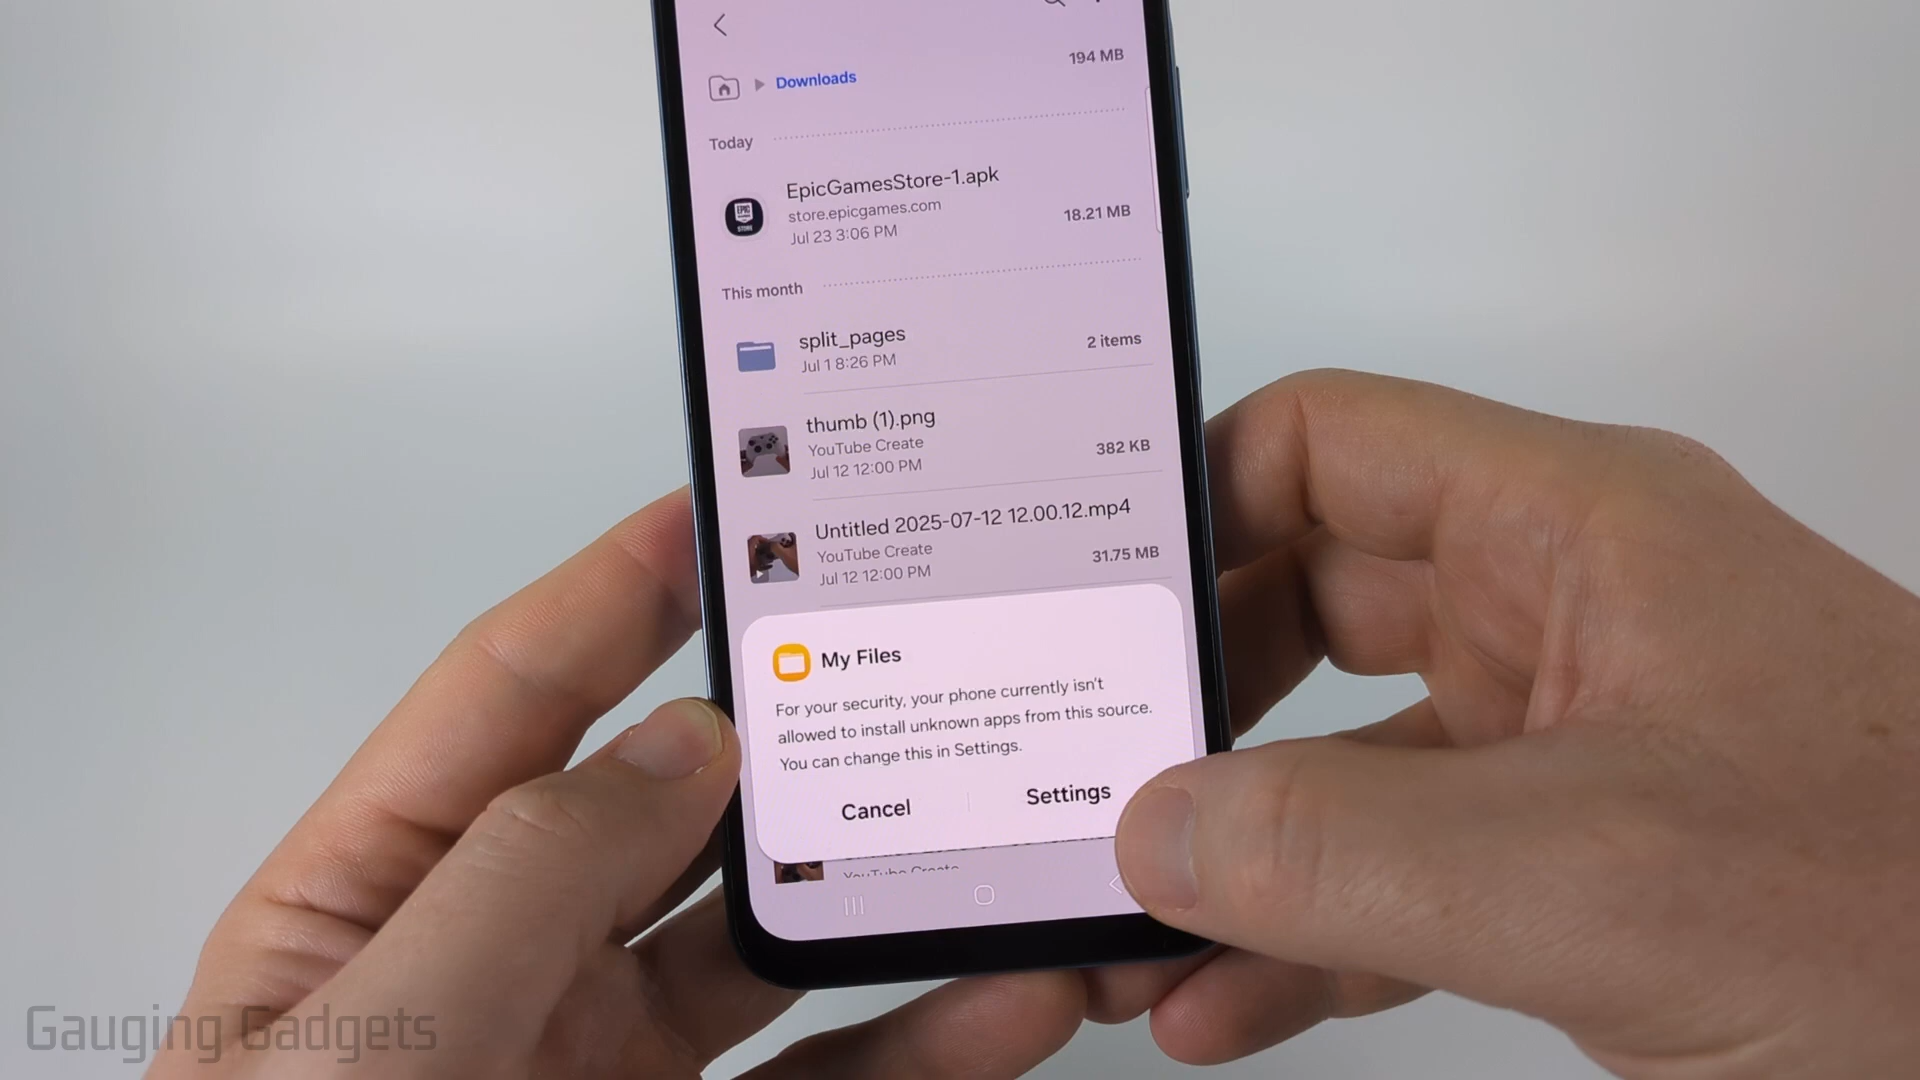 194 MB
Downloads
Today
EpicGamesStore-1.apk
store.epicgames.com
18.21 MB
Jul 23 3:06 PM
EPIC
STORE
This month
split_pages
2 items
Jul 1 8:26 PM
thumb (1).png
YouTube Create
382 KB
Jul 12 12:00 PM
Untitled 2025-07-12 12.00.12.mp4
YouTube Create
31.75 MB
Jul 12 12:00 PM
My Files
For your security, your phone currently isn't
allowed to install unknown apps from this source.
You can change this in Settings.
Cancel
Settings
YouTube Create
Gauging Gadgets